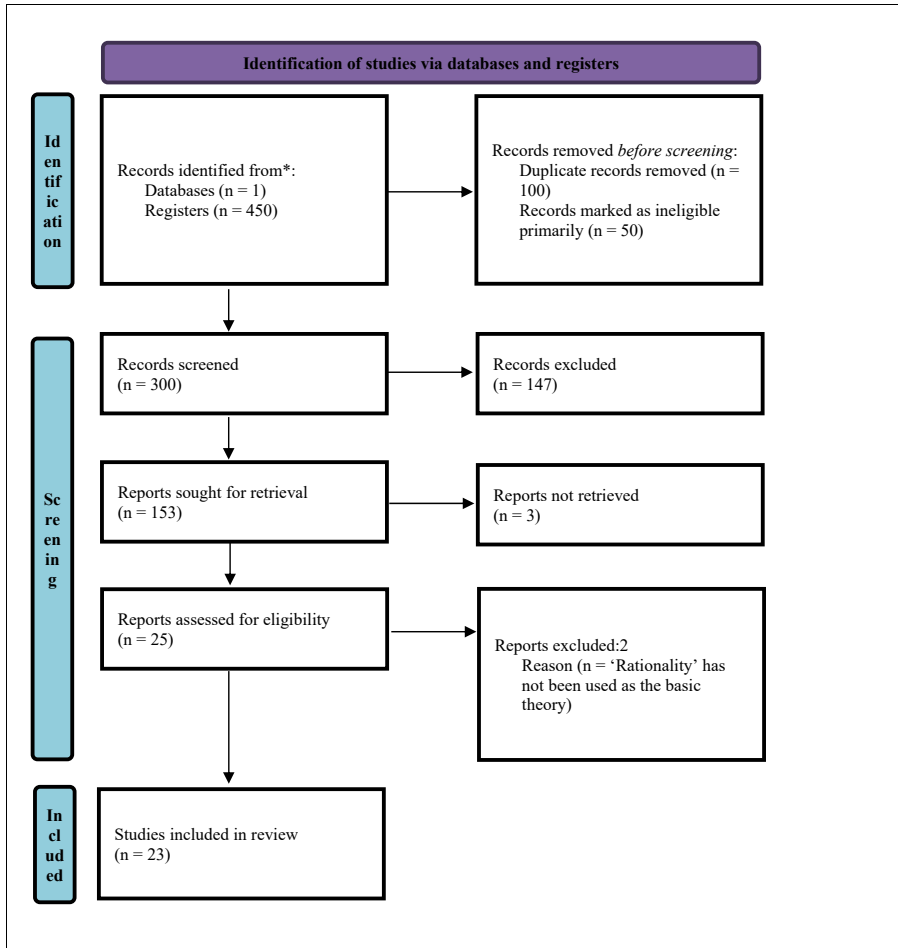 Identification of studies via databases and registers
Id
en
tif
ic
ati
on
Records identified from*:
Databases (n = 1)
Registers (n = 450)
Records removed before screening:
Duplicate records removed (n =
100)
Records marked as ineligible
primarily (n = 50)
Sc
re
en
in
g
Records screened
(n = 300)
Records excluded
(n = 147)
Reports sought for retrieval
(n = 153)
Reports not retrieved
(n = 3)
Reports assessed for eligibility
(n = 25)
Reports excluded:2
Reason (n = ‘Rationality’ has
not been used as the basic
theory)
In
cl
ud
ed
Studies included in review
(n = 23)